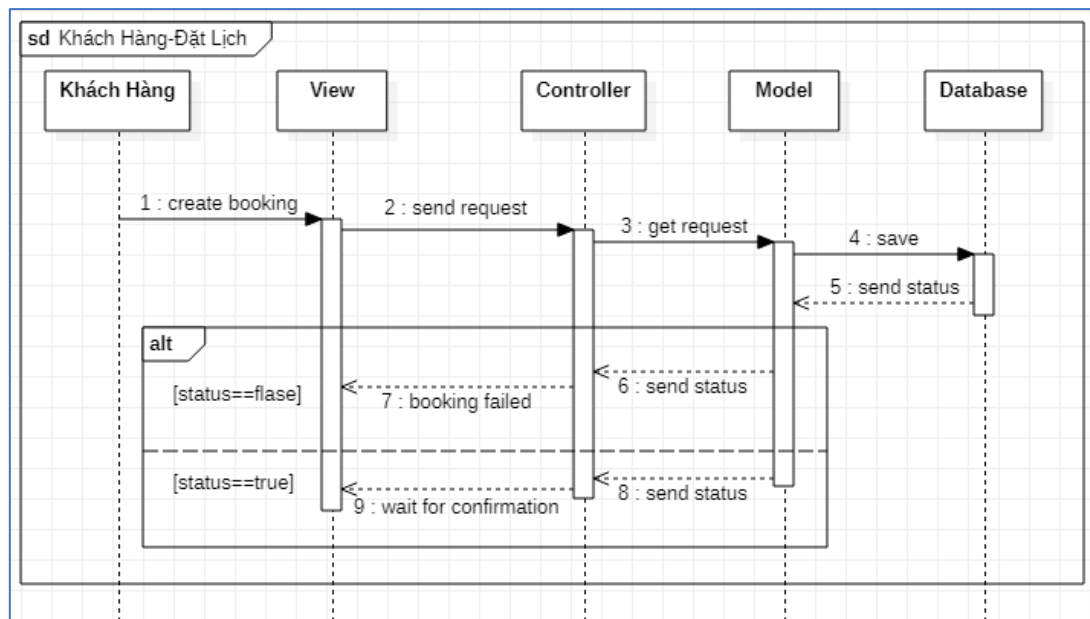 sd Khách Hàng-Đặt Lịch
Khách Hàng
View
Controller
Model
Database
1 : create booking
2 : send request
3 : get request
4 : save
5 : send status
alt
6 : send status
[status==flase]
7 : booking failed
[status==true]
8 : send status
9 : wait for confirmation